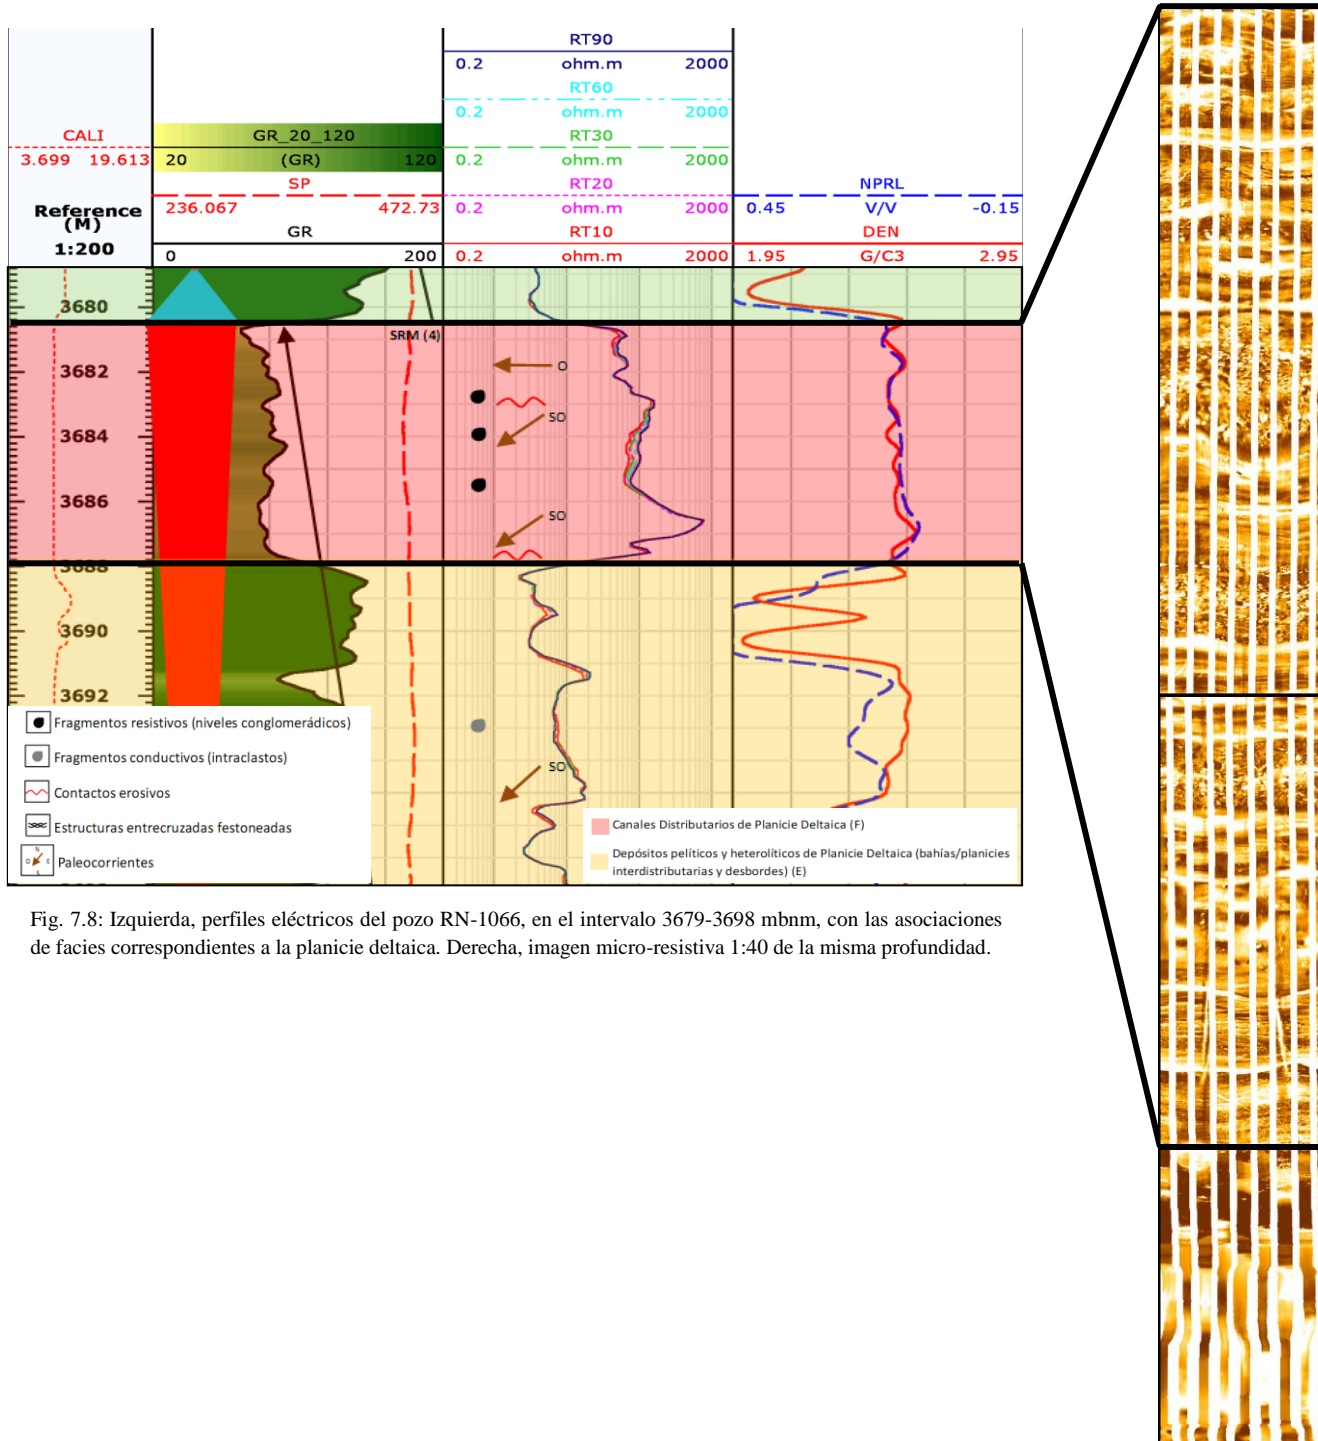 RT90
0.2 ohm.m 2000
RT60
0.2 ohm.m 2000
CALI GR_20_120 RT30
3.699 19.613 20 (GR) 120 0.2 ohm.m 2000
SP RT20 NPRL
Reference 236.067 472.73 0.2 ohm.m 2000 0.45 V/V -0.15
(M)
GR RT10 DEN
1:200 0 200 0.2 ohm.m 2000 1.95 G/C3 2.95
3680
SRM (4)
O
3682
SO
3684
3686
SO
3688
3690
3692
Fragmentos resistivos (niveles conglomerádicos)
Fragmentos conductivos (intraclastos)
SO
Contactos erosivos
Estructuras entrecruzadas festoneadas
N
O E
S
Paleocorrientes
Canales Distributarios de Planicie Deltaica (F)
Depósitos pelíticos y heterolíticos de Planicie Deltaica (bahías/planicies
interdistributarias y desbordes) (E)
Fig. 7.8: Izquierda, perfiles eléctricos del pozo RN-1066, en el intervalo 3679-3698 mbnm, con las asociaciones
de facies correspondientes a la planicie deltaica. Derecha, imagen micro-resistiva 1:40 de la misma profundidad.